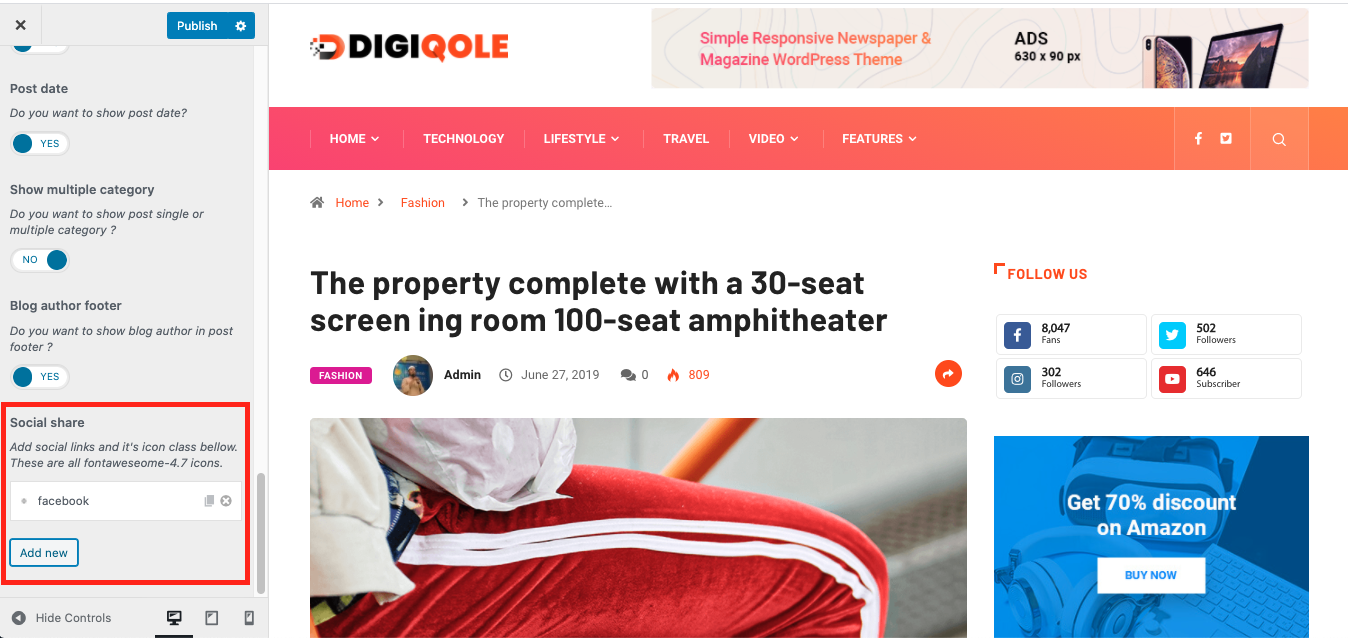 Publish
Post date
Do you want to show post date?
YES
Show multiple category
Do you want to show post single or
multiple category ?
NO
Blog author footer
Do you want to show blog author in post
footer ?
YES
Social share
Add social links and it's icon class bellow.
These are all fontaweseome-4.7 icons.
facebook
Add new
Hide Controls
DIGIQOLE
Simple Responsive Newspaper &
Magazine WordPress Theme
ADS
630 x 90 px
HOME
TECHNOLOGY
LIFESTYLE
TRAVEL
VIDEO
FEATURES
Home
Fashion
The property complete...
The property complete with a 30-seat
screen ing room 100-seat amphitheater
FASHION
Admin
June 27, 2019
0
809
FOLLOW US
8,047
Fans
502
Followers
302
Followers
646
Subscriber
Get 70% discount
on Amazon
BUY NOW